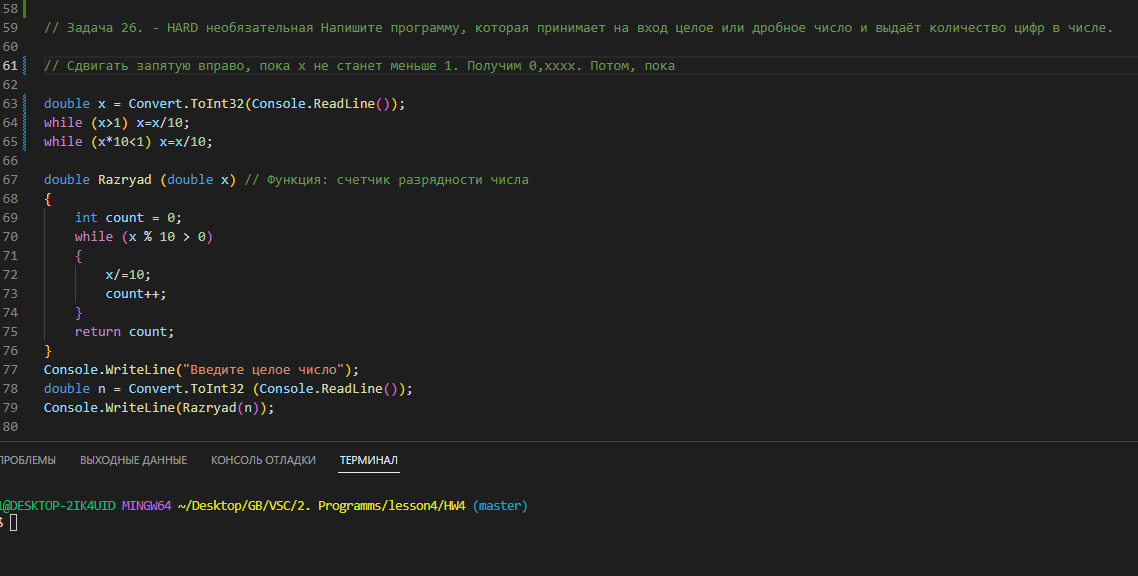 58
59 // Задача 26. - HARD необязательная Напишите программу, которая принимает на вход целое или дробное число и выдаёт количество цифр в числе.
60
61 // Сдвигать запятую вправо, пока x не станет меньше 1. Получим 0,xxxx. Потом, пока
62
63 double x = Convert.ToInt32(Console.ReadLine());
64 while (x>1) x=x/10;
65 while (x*10<1) x=x/10;
66
67 double Razryad (double x) // Функция: счетчик разрядности числа
68 {
69 int count = 0;
70 while (x % 10 > 0)
71 {
72 x/=10;
73 count++;
74 }
75 return count;
76 }
77 Console.WriteLine("Введите целое число");
78 double n = Convert.ToInt32 (Console.ReadLine());
79 Console.WriteLine(Razryad(n));
80
ПРОБЛЕМЫ ВЫХОДНЫЕ ДАННЫЕ КОНСОЛЬ ОТЛАДКИ ТЕРМИНАЛ
@DESKTOP-2IK4UID MINGW64 ~/Desktop/GB/VSC/2. Programms/lesson4/HW4 (master)
$